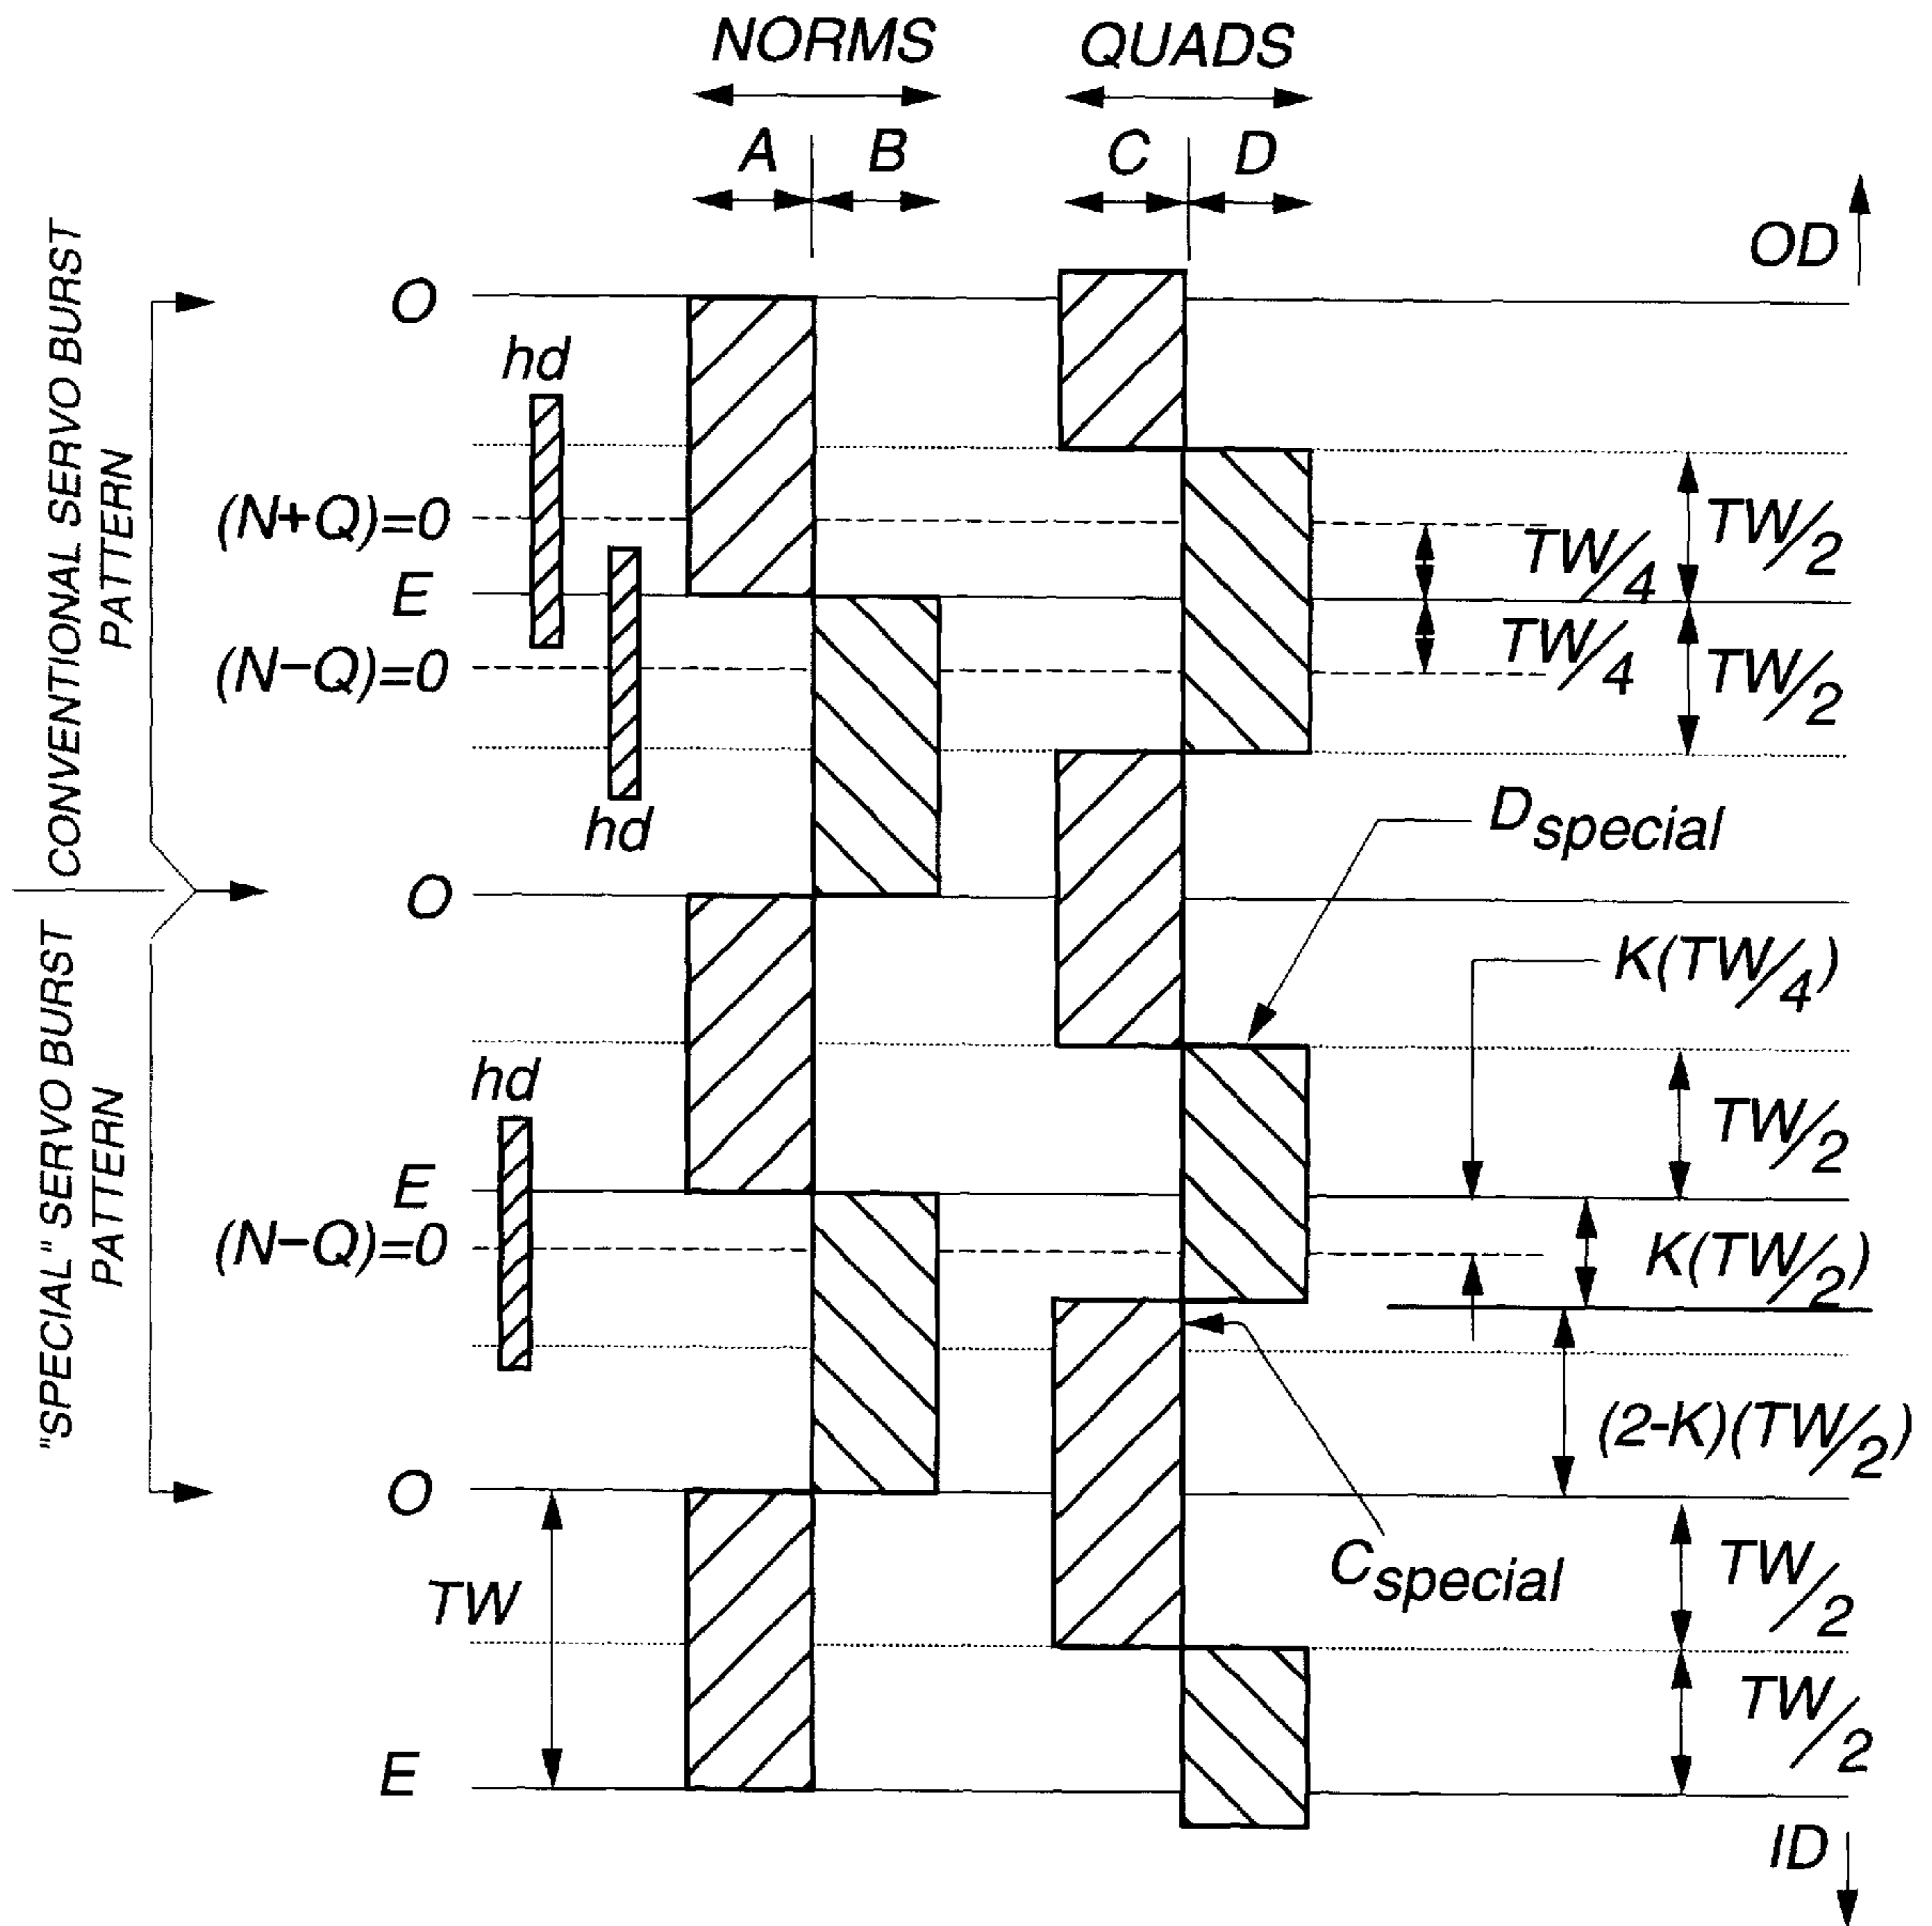 NORMS
QUADS
A
B
C
D
OD
CONVENTIONAL SERVO BURST
PATTERN
O
hd
(N+Q)=0
TW/2
TW/4
E
TW/4
(N−Q)=0
TW/2
hd
Dspecial
O
K(TW/4)
"SPECIAL" SERVO BURST
PATTERN
hd
TW/2
E
(N−Q)=0
K(TW/2)
(2-K)(TW/2)
O
Cspecial
TW
TW/2
TW/2
E
ID